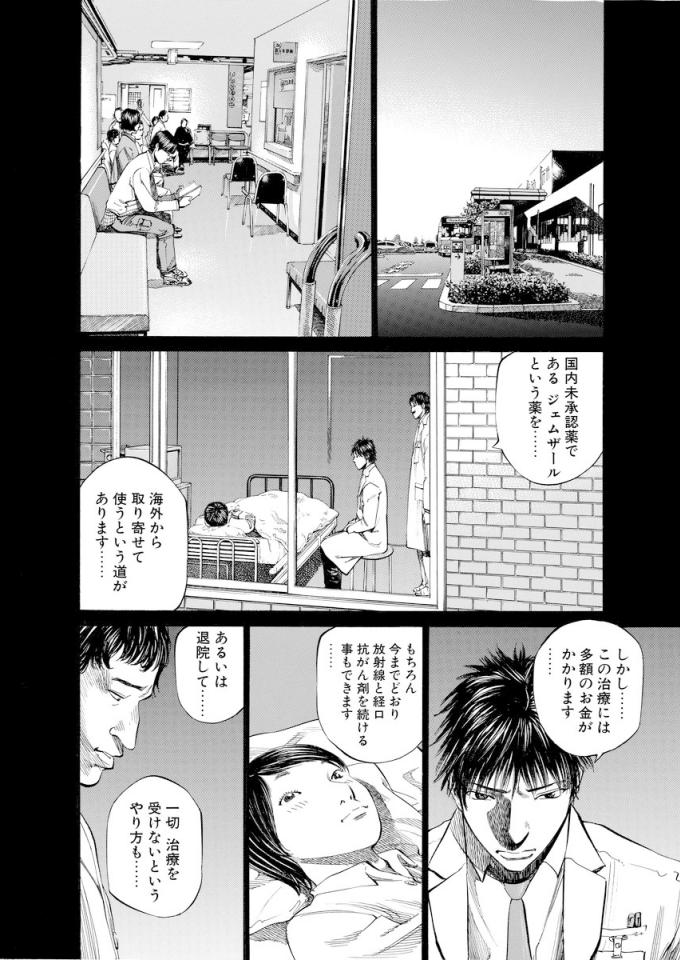 国内未承認薬で
ある ジェムザール
という薬を……
海外から
取り寄せて
使うという道が
あります……
しかし……
この治療には
多額のお金が
かかります
……
もちろん
今までどおり
放射線と経口
抗がん剤を続ける
事もできます
あるいは
退院して……
一切 治療を
受けないという
やり方も……